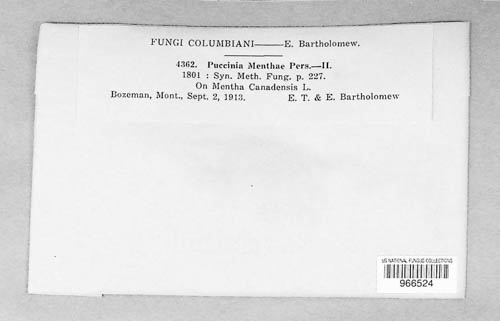 FUNGI COLUMBIANI——E. Bartholomew.
4362. Puccinia Menthae Pers.—II.
1801 : Syn. Meth. Fung. p. 227.
On Mentha Canadensis L.
Bozeman, Mont., Sept. 2, 1913. E. T. & E. Bartholomew
US NATIONAL FUNGUS COLLECTIONS
966524